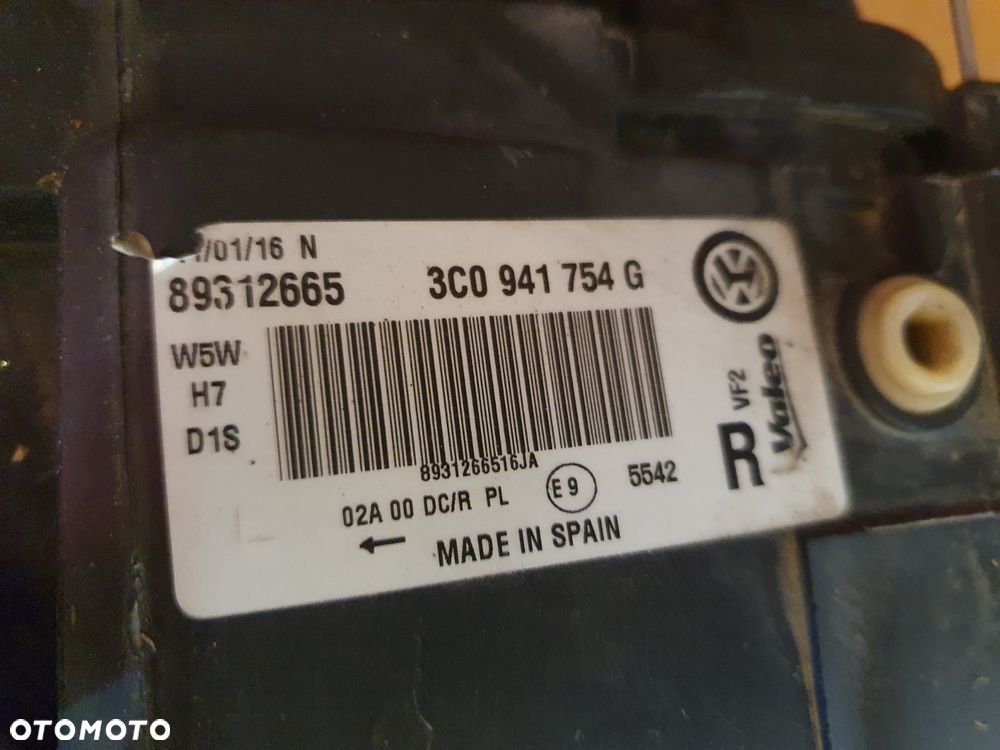 /01/16 N
89312665 3C0 941 754 G
W5W
H7
D1S
8931266516JA
02A 00 DC/R PL E9 5542
MADE IN SPAIN
R VF2
Valeo
OTOMOTO